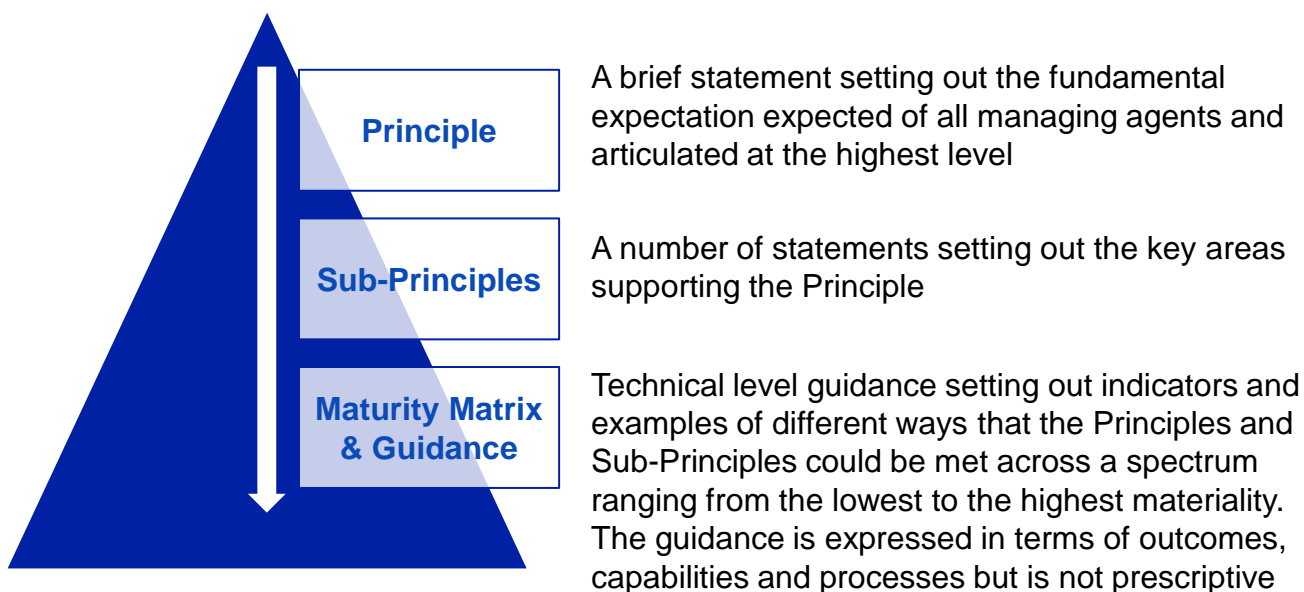 Principle
A brief statement setting out the fundamental
expectation expected of all managing agents and
articulated at the highest level
Sub-Principles
A number of statements setting out the key areas
supporting the Principle
Maturity Matrix
& Guidance
Technical level guidance setting out indicators and
examples of different ways that the Principles and
Sub-Principles could be met across a spectrum
ranging from the lowest to the highest materiality.
The guidance is expressed in terms of outcomes,
capabilities and processes but is not prescriptive